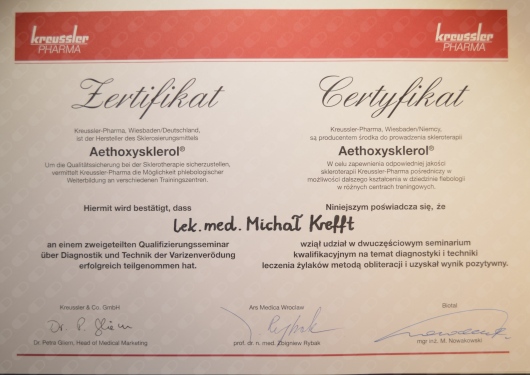 kreussler
PHARMA
kreussler
PHARMA
Zertifikat
Kreussler-Pharma, Wiesbaden/Deutschland,
ist der Hersteller des Sklerosierungsmittels
Aethoxysklerol®
Um die Qualitätssicherung bei der Sklerotherapie sicherzustellen,
vermittelt Kreussler-Pharma die Möglichkeit phlebologischer
Weiterbildung an verschiedenen Trainingszentren.
Hiermit wird bestätigt, dass
Certyfikat
Kreussler-Pharma, Wiesbaden/Niemcy,
są producentem środka do prowadzenia skleroterapii
Aethoxysklerol®
W celu zapewnienia odpowiedniej jakości
skleroterapii Kreussler-Pharma pośredniczy w
możliwości dalszego kształcenia w dziedzinie flebologii
w różnych centrach treningowych.
Niniejszym poświadcza się, że
lek. med. Michał Krefft
an einem zweigeteilten Qualifizierungsseminar
über Diagnostik und Technik der Varizenverödung
erfolgreich teilgenommen hat.
wziął udział w dwuczęściowym seminarium
kwalifikacyjnym na temat diagnostyki i techniki
leczenia żylaków metodą obliteracji i uzyskał wynik pozytywny.
Kreussler & Co. GmbH
Dr. P. Gliem
Dr. Petra Gliem, Head of Medical Marketing
Ars Medica Wrocław
Rybak
prof. dr n. med. Zbigniew Rybak
Bistal
mgr inż. M. Nowakowski